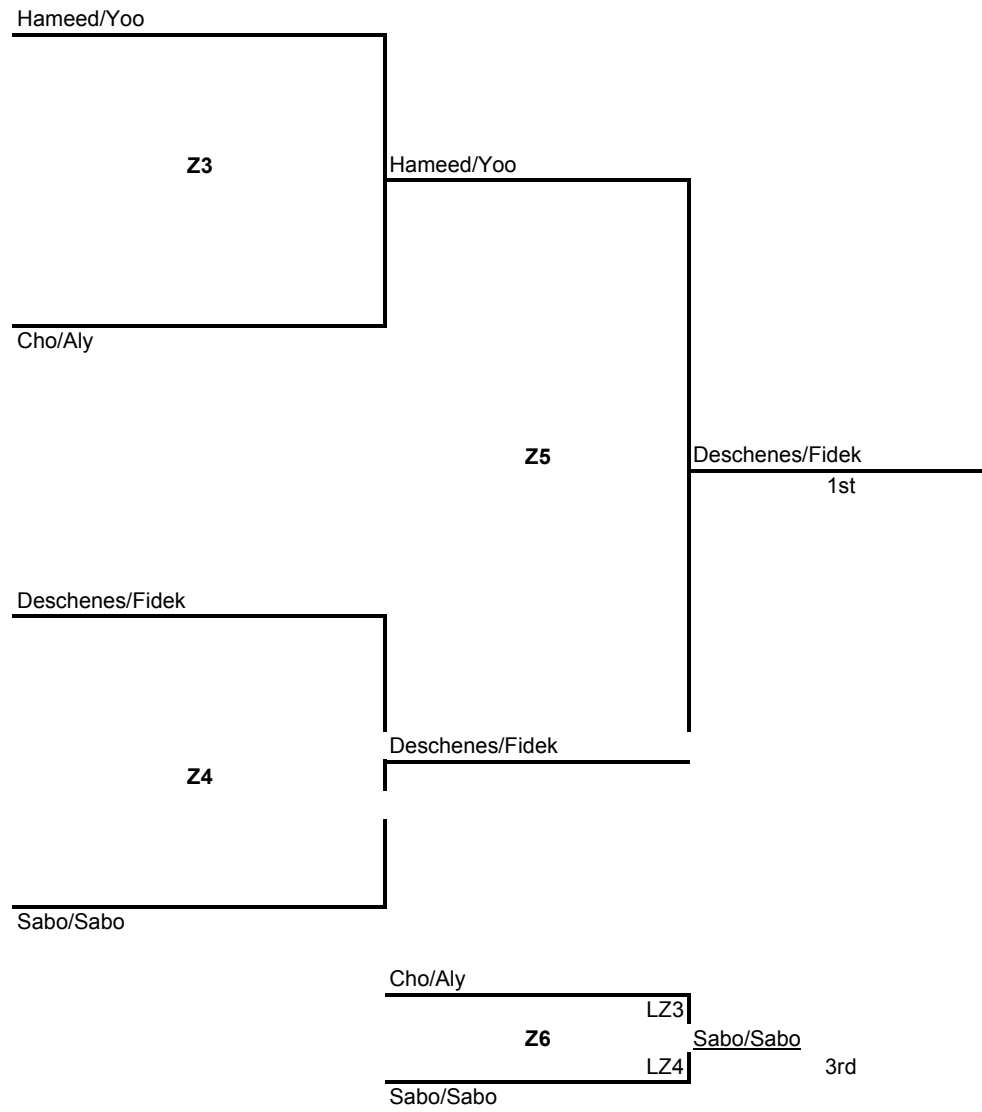 Hameed/Yoo
Z3
Hameed/Yoo
Cho/Aly
Z5
Deschenes/Fidek
1st
Deschenes/Fidek
Deschenes/Fidek
Z4
Sabo/Sabo
Cho/Aly
LZ3
Z6
Sabo/Sabo
LZ4
3rd
Sabo/Sabo